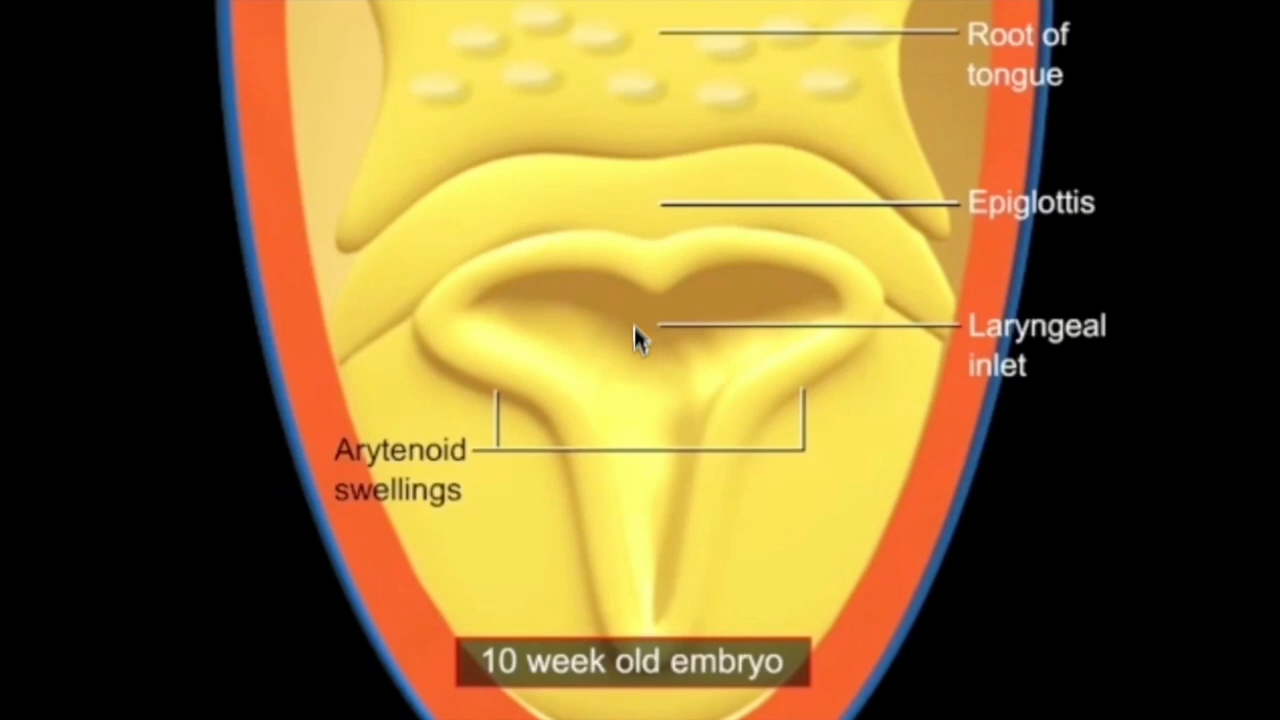 Root of
tongue
Epiglottis
Laryngeal
inlet
Arytenoid
swellings
10 week old embryo